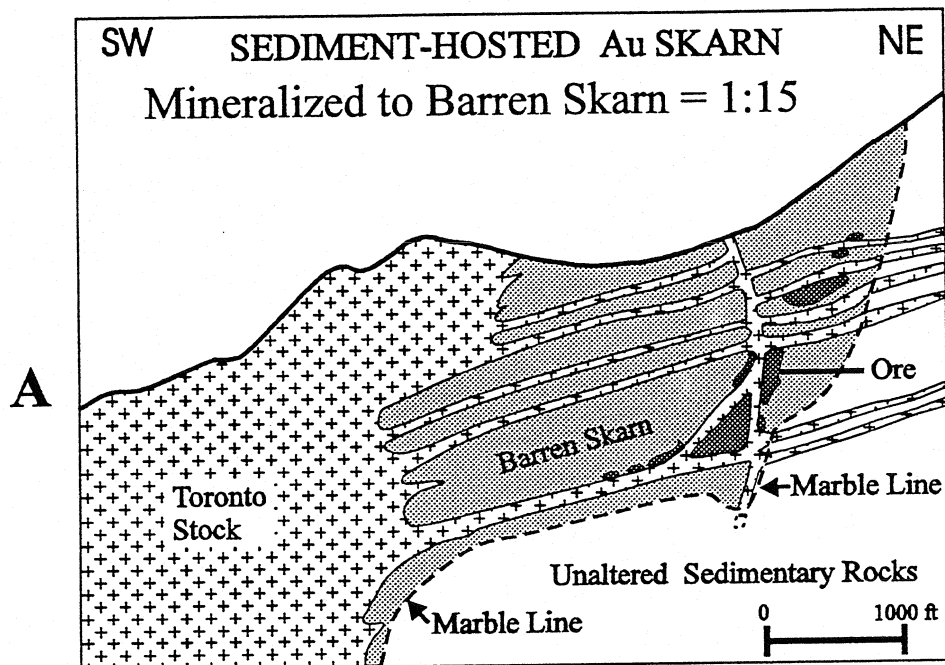 SW SEDIMENT-HOSTED Au SKARN NE
Mineralized to Barren Skarn = 1:15
A
Ore
Barren Skarn
Marble Line
Toronto
Stock
Unaltered Sedimentary Rocks
Marble Line
0 1000 ft